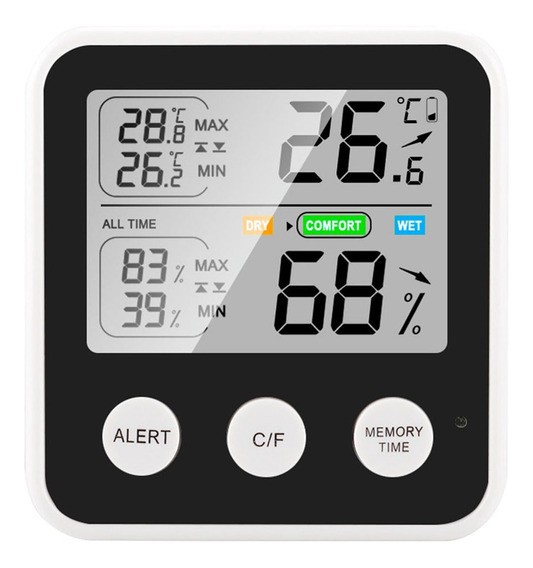 28.8 °C MAX
26.2 °C MIN
26.6 °C
ALL TIME
DRY COMFORT WET
83 % MAX
39 % MIN
68 %
ALERT
C/F
MEMORY
TIME